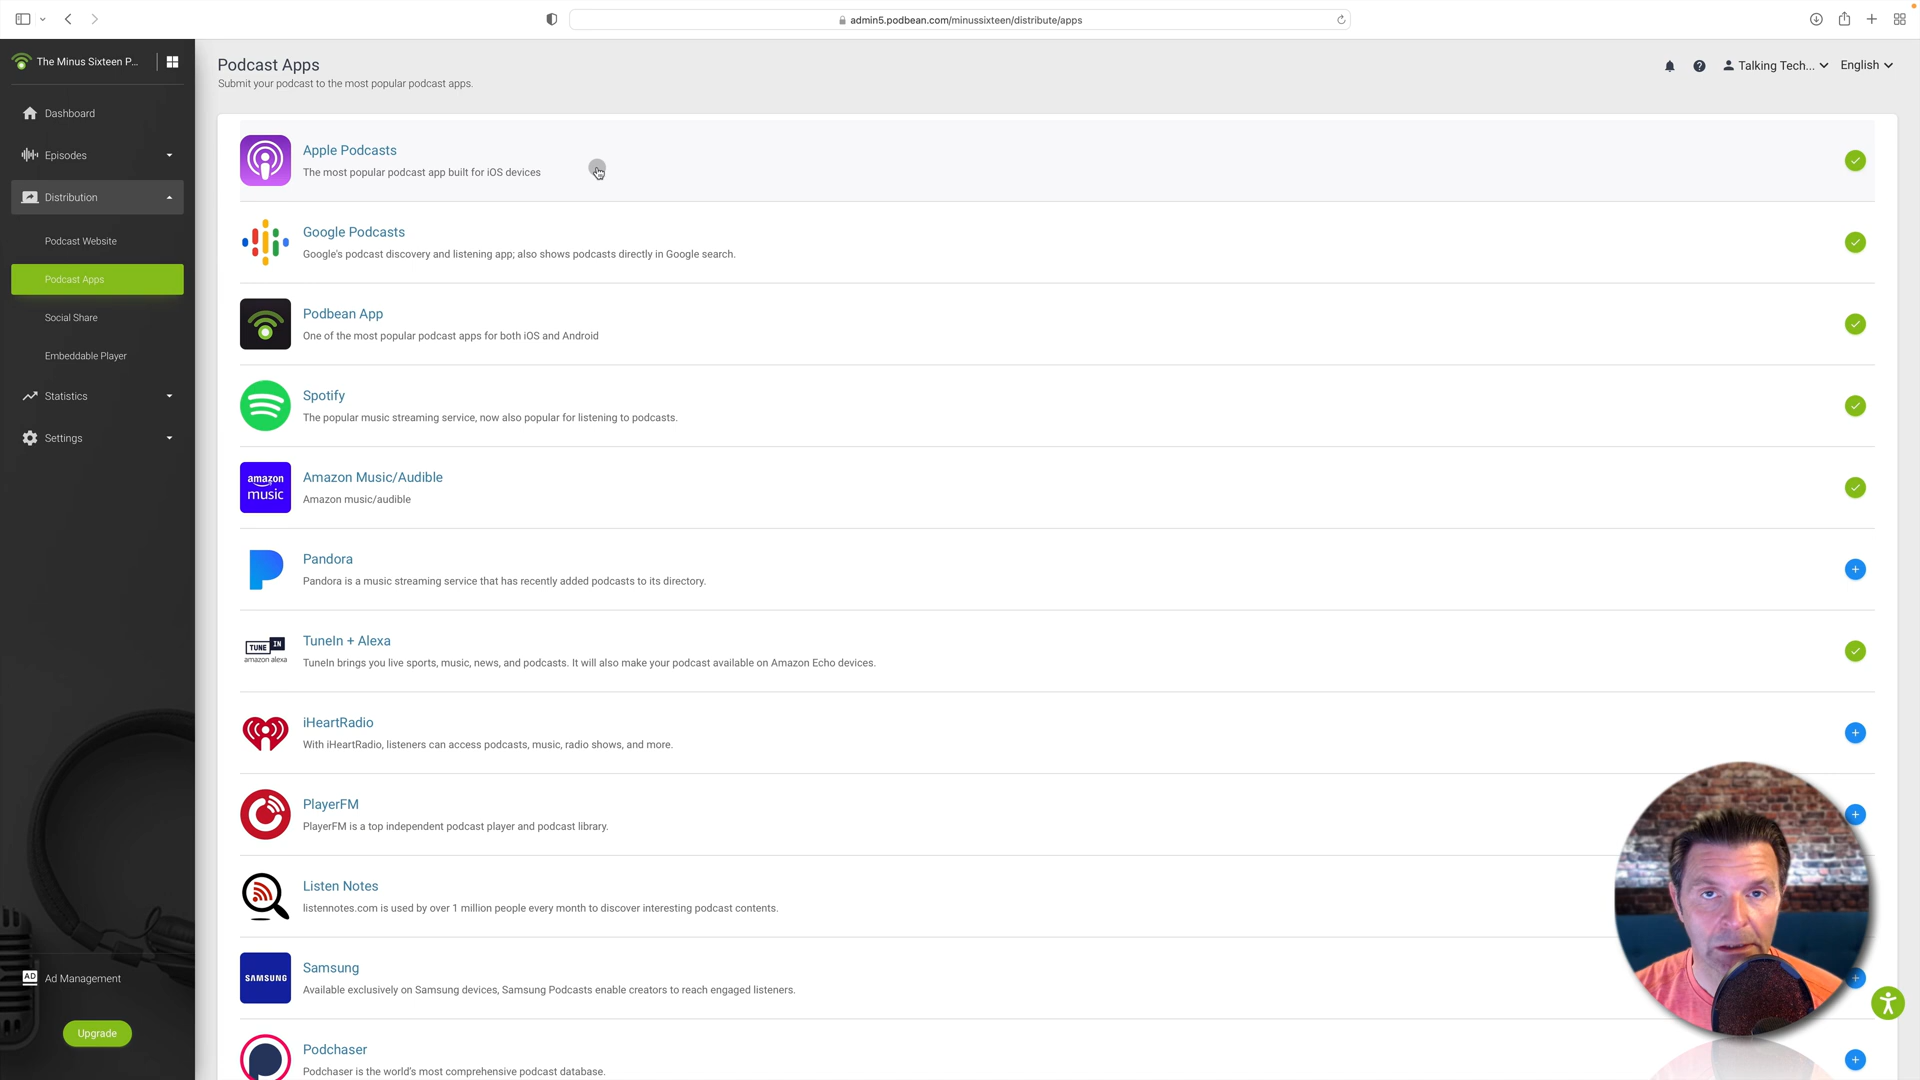 admin5.podbean.com/minussixteen/distribute/apps
The Minus Sixteen P...
Dashboard
Episodes
Distribution
Podcast Website
Podcast Apps
Social Share
Embeddable Player
Statistics
Settings
AD
Ad Management
Upgrade
Podcast Apps
Submit your podcast to the most popular podcast apps.
Talking Tech...
English
Apple Podcasts
The most popular podcast app built for iOS devices
Google Podcasts
Google's podcast discovery and listening app; also shows podcasts directly in Google search.
Podbean App
One of the most popular podcast apps for both iOS and Android
Spotify
The popular music streaming service, now also popular for listening to podcasts.
amazon
music
Amazon Music/Audible
Amazon music/audible
Pandora
Pandora is a music streaming service that has recently added podcasts to its directory.
TUNE IN
amazon alexa
TuneIn + Alexa
TuneIn brings you live sports, music, news, and podcasts. It will also make your podcast available on Amazon Echo devices.
iHeartRadio
With iHeartRadio, listeners can access podcasts, music, radio shows, and more.
PlayerFM
PlayerFM is a top independent podcast player and podcast library.
Listen Notes
listennotes.com is used by over 1 million people every month to discover interesting podcast contents.
SAMSUNG
Samsung
Available exclusively on Samsung devices, Samsung Podcasts enable creators to reach engaged listeners.
Podchaser
Podchaser is the world's most comprehensive podcast database.